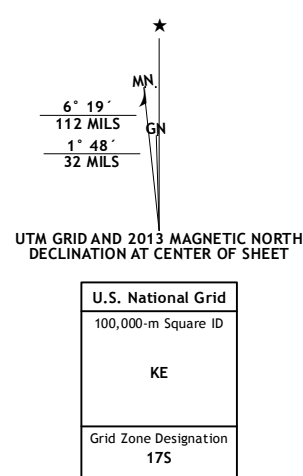 MN
6° 19´
112 MILS
GN
1° 48´
32 MILS
UTM GRID AND 2013 MAGNETIC NORTH
DECLINATION AT CENTER OF SHEET
U.S. National Grid
100,000-m Square ID
KE
Grid Zone Designation
17S